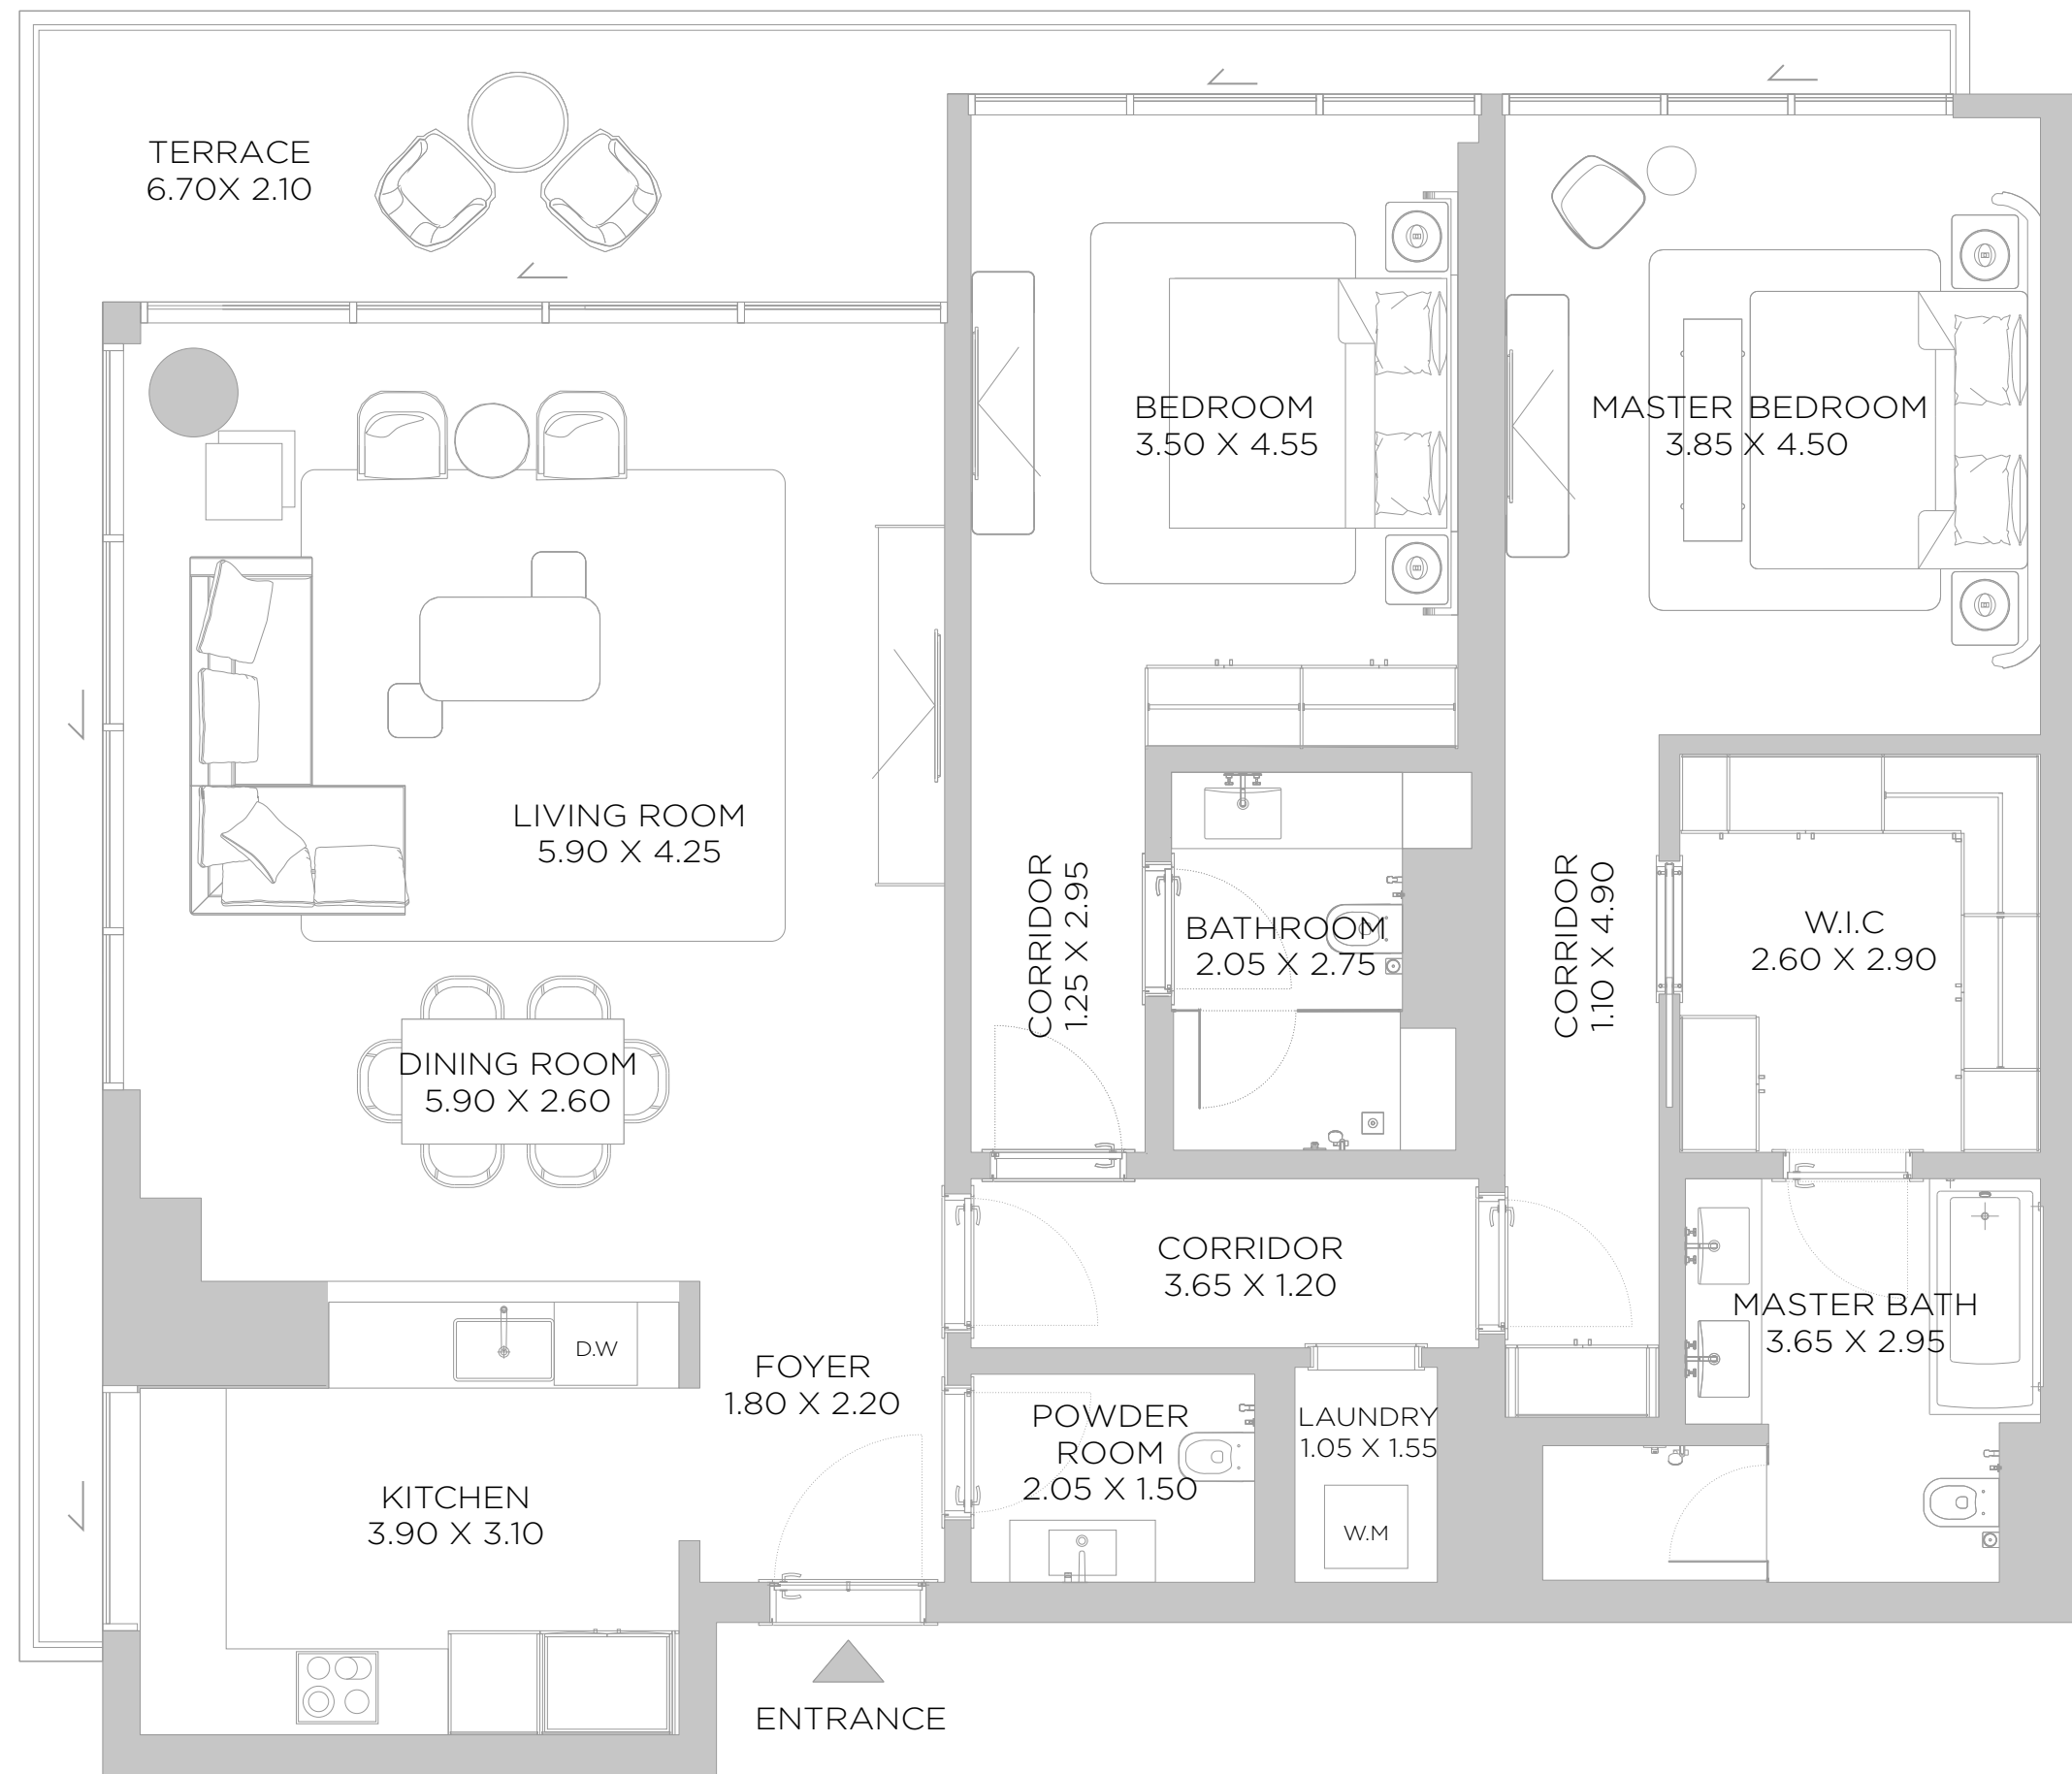 TERRACE
6.70X 2.10
BEDROOM
3.50 X 4.55
MASTER BEDROOM
3.85 X 4.50
LIVING ROOM
5.90 X 4.25
CORRIDOR
1.25 X 2.95
BATHROOM
2.05 X 2.75
CORRIDOR
1.10 X 4.90
W.I.C
2.60 X 2.90
DINING ROOM
5.90 X 2.60
CORRIDOR
3.65 X 1.20
MASTER BATH
3.65 X 2.95
D.W
FOYER
1.80 X 2.20
POWDER
ROOM
2.05 X 1.50
LAUNDRY
1.05 X 1.55
W.M
KITCHEN
3.90 X 3.10
ENTRANCE